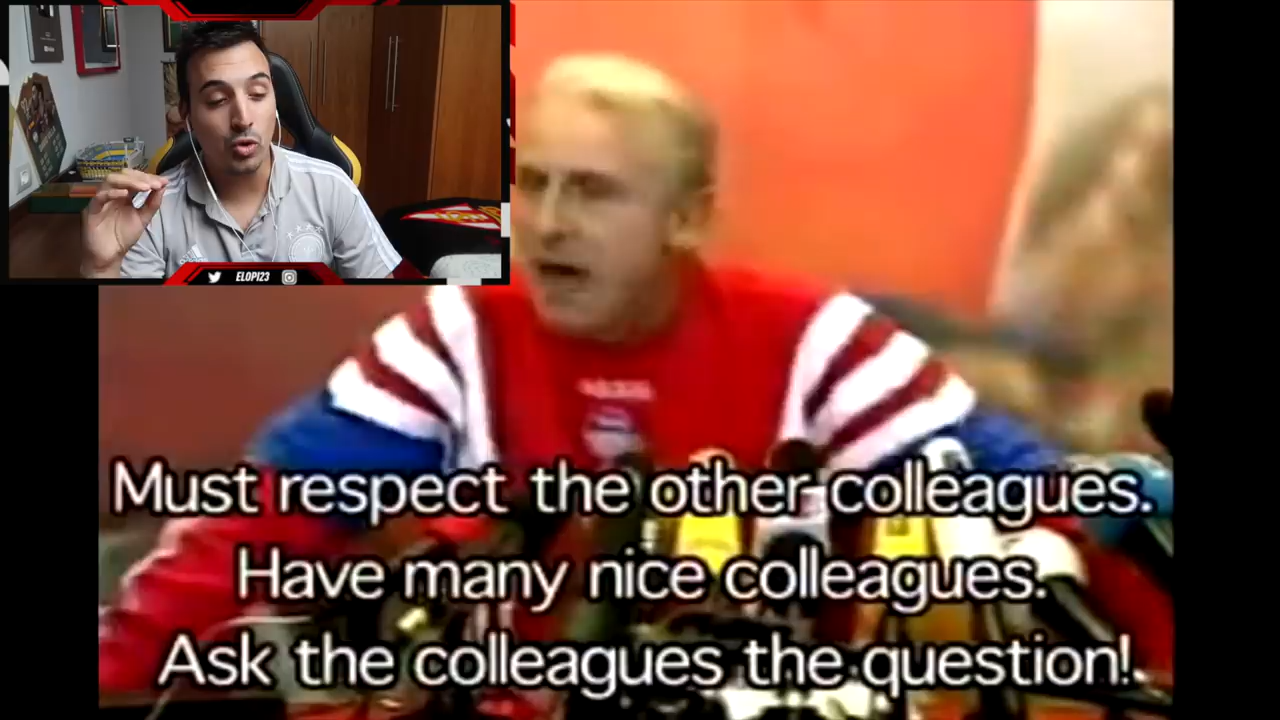 ELOPI23
Must respect the other colleagues.
Have many nice colleagues.
Ask the colleagues the question!